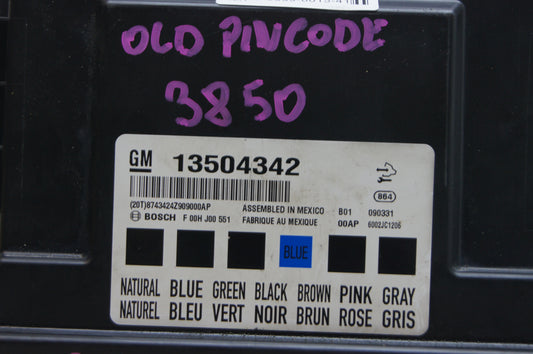 OLD PINCODE
3850
GM 13504342
864
(20T)8743424Z909000AP ASSEMBLED IN MEXICO B01 090331
BOSCH F 00H J00 551 FABRIQUE AU MEXIQUE 00AP 6002JC1206
BLUE
NATURAL BLUE GREEN BLACK BROWN PINK GRAY
NATUREL BLEU VERT NOIR BRUN ROSE GRIS